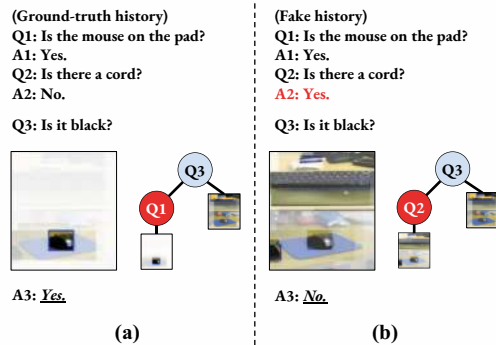 (Ground-truth history)
Q1: Is the mouse on the pad?
A1: Yes.
Q2: Is there a cord?
A2: No.
Q3: Is it black?
Q3
Q1
A3: Yes.
(a)
(Fake history)
Q1: Is the mouse on the pad?
A1: Yes.
Q2: Is there a cord?
A2: Yes.
Q3: Is it black?
Q3
Q2
A3: No.
(b)